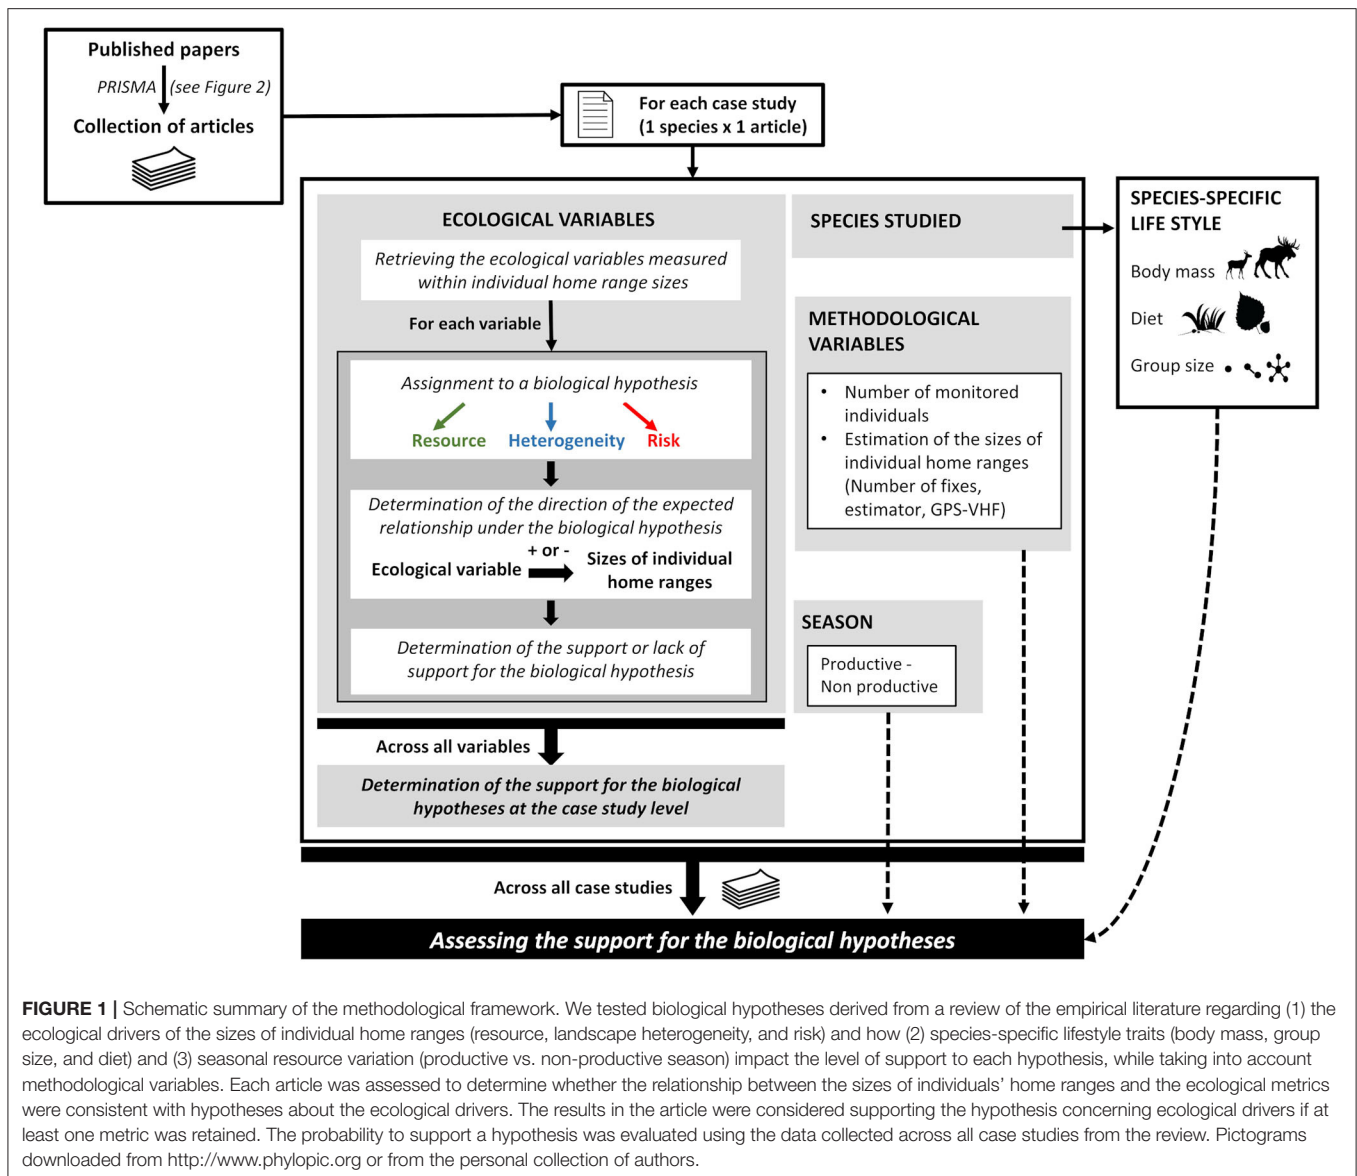 Published papers
PRISMA (see Figure 2)
Collection of articles
For each case study
(1 species x 1 article)
ECOLOGICAL VARIABLES
Retrieving the ecological variables measured
within individual home range sizes
For each variable
Assignment to a biological hypothesis
Resource Heterogeneity Risk
Determination of the direction of the expected
relationship under the biological hypothesis
+ or -
Ecological variable
Sizes of individual
home ranges
Determination of the support or lack of
support for the biological hypothesis
Across all variables
Determination of the support for the biological
hypotheses at the case study level
SPECIES STUDIED
METHODOLOGICAL
VARIABLES
• Number of monitored
individuals
• Estimation of the sizes of
individual home ranges
(Number of fixes,
estimator, GPS-VHF)
SEASON
Productive -
Non productive
SPECIES-SPECIFIC
LIFE STYLE
Body mass
Diet
Group size
Across all case studies
Assessing the support for the biological hypotheses
FIGURE 1 | Schematic summary of the methodological framework. We tested biological hypotheses derived from a review of the empirical literature regarding (1) the
ecological drivers of the sizes of individual home ranges (resource, landscape heterogeneity, and risk) and how (2) species-specific lifestyle traits (body mass, group
size, and diet) and (3) seasonal resource variation (productive vs. non-productive season) impact the level of support to each hypothesis, while taking into account
methodological variables. Each article was assessed to determine whether the relationship between the sizes of individuals' home ranges and the ecological metrics
were consistent with hypotheses about the ecological drivers. The results in the article were considered supporting the hypothesis concerning ecological drivers if at
least one metric was retained. The probability to support a hypothesis was evaluated using the data collected across all case studies from the review. Pictograms
downloaded from http://www.phylopic.org or from the personal collection of authors.